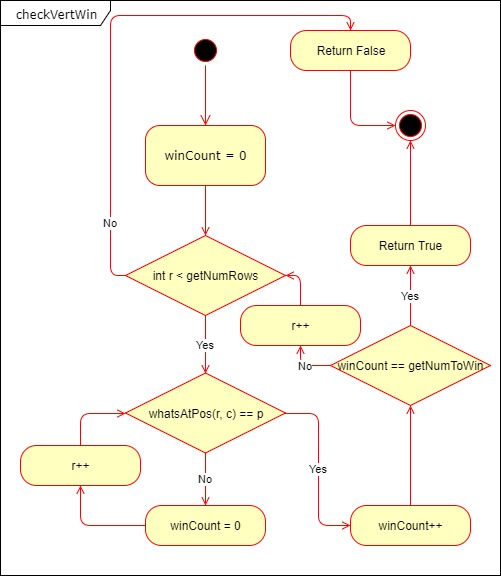 checkVertWin
Return False
winCount = 0
No
Return True
int r < getNumRows
Yes
r++
Yes
No
winCount == getNumToWin
whatsAtPos(r, c) == p
r++
Yes
No
winCount = 0
winCount++